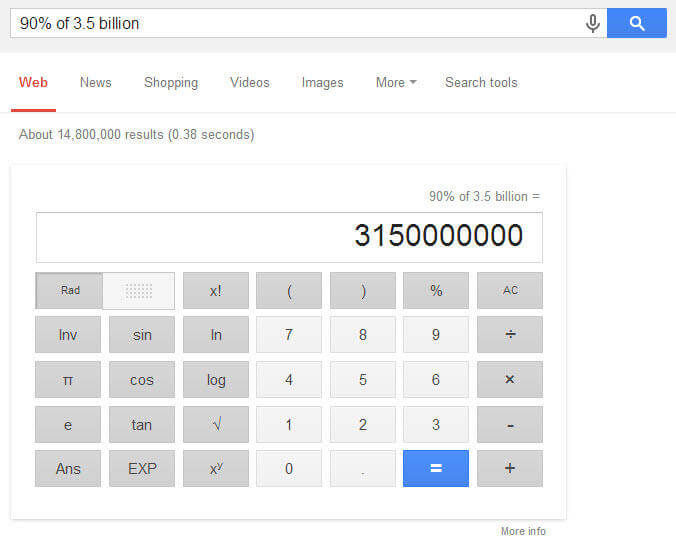 90% of 3.5 billion
Web News Shopping Videos Images More Search tools
About 14,800,000 results (0.38 seconds)
90% of 3.5 billion =
3150000000
Rad x! ( ) % AC
Inv sin ln 7 8 9 ÷
π cos log 4 5 6 ×
e tan √ 1 2 3 -
Ans EXP xʸ 0 . = +
More info